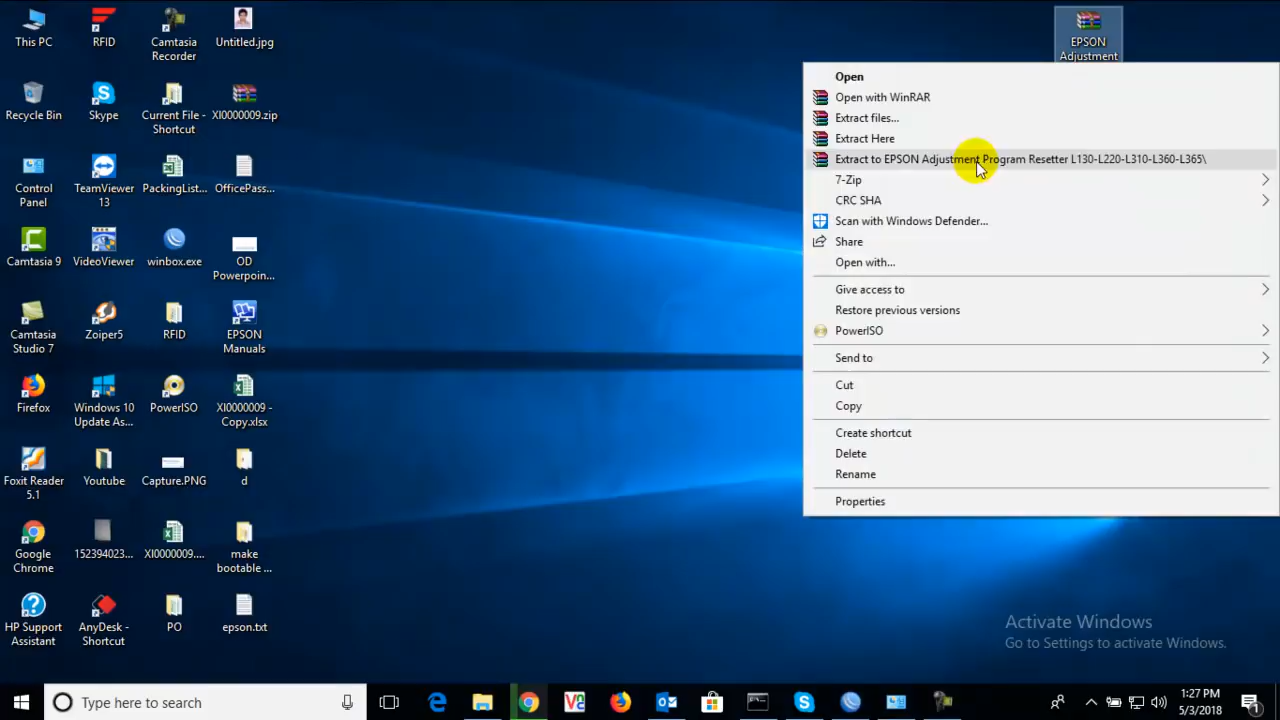 This PC
RFID
Camtasia
Recorder
Untitled.jpg
Recycle Bin
Skype
Current File -
Shortcut
XI0000009.zip
Control
Panel
TeamViewer
13
PackingList...
OfficePass...
Camtasia 9
VideoViewer
winbox.exe
OD
Powerpoin...
Camtasia
Studio 7
Zoiper5
RFID
EPSON
Manuals
Firefox
Windows 10
Update As...
PowerISO
XI0000009 -
Copy.xlsx
Foxit Reader
5.1
Youtube
Capture.PNG
d
Google
Chrome
152394023...
XI0000009....
make
bootable ...
HP Support
Assistant
AnyDesk -
Shortcut
PO
epson.txt
EPSON
Adjustment
Open
Open with WinRAR
Extract files...
Extract Here
Extract to EPSON Adjustment Program Resetter L130-L220-L310-L360-L365\
7-Zip
CRC SHA
Scan with Windows Defender...
Share
Open with...
Give access to
Restore previous versions
PowerISO
Send to
Cut
Copy
Create shortcut
Delete
Rename
Properties
Activate Windows
Go to Settings to activate Windows.
Type here to search
1:27 PM
5/3/2018
1